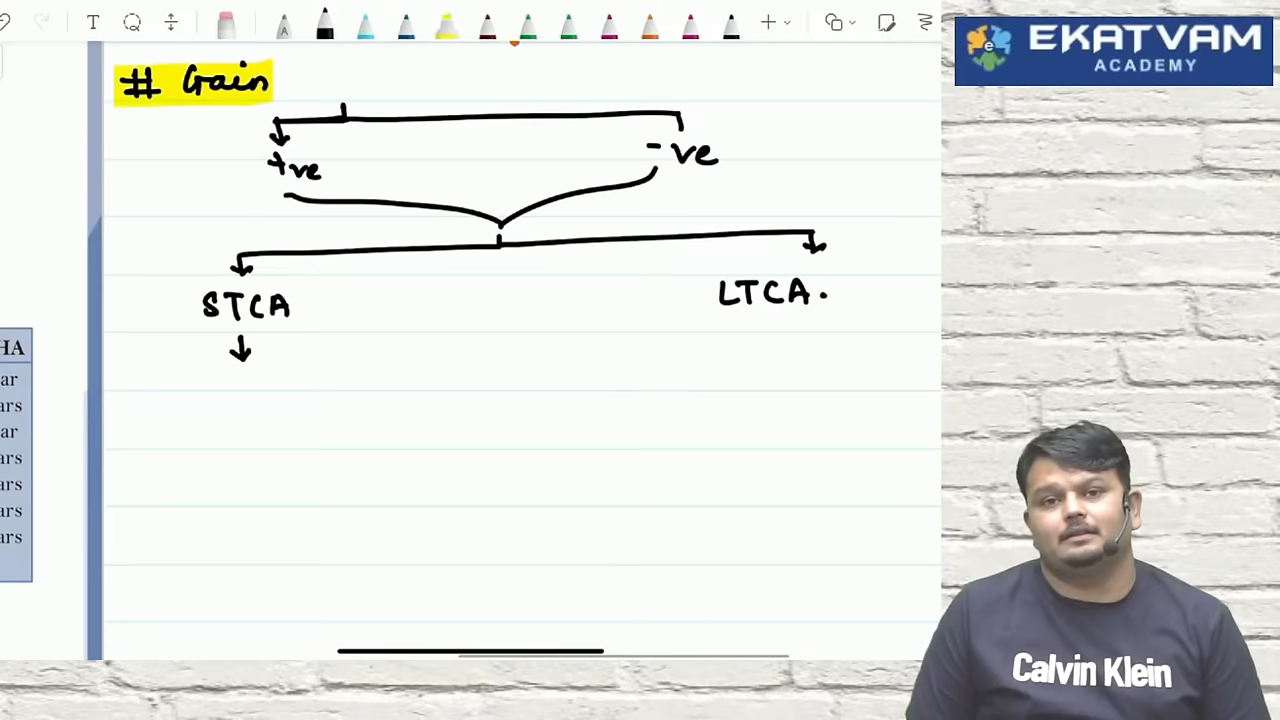 T
A
EKATVAM
ACADEMY
# Gain
+ve
- ve
STCA
LTCA.
HA
ar
ars
ar
ars
ars
ars
ars
Calvin Klein